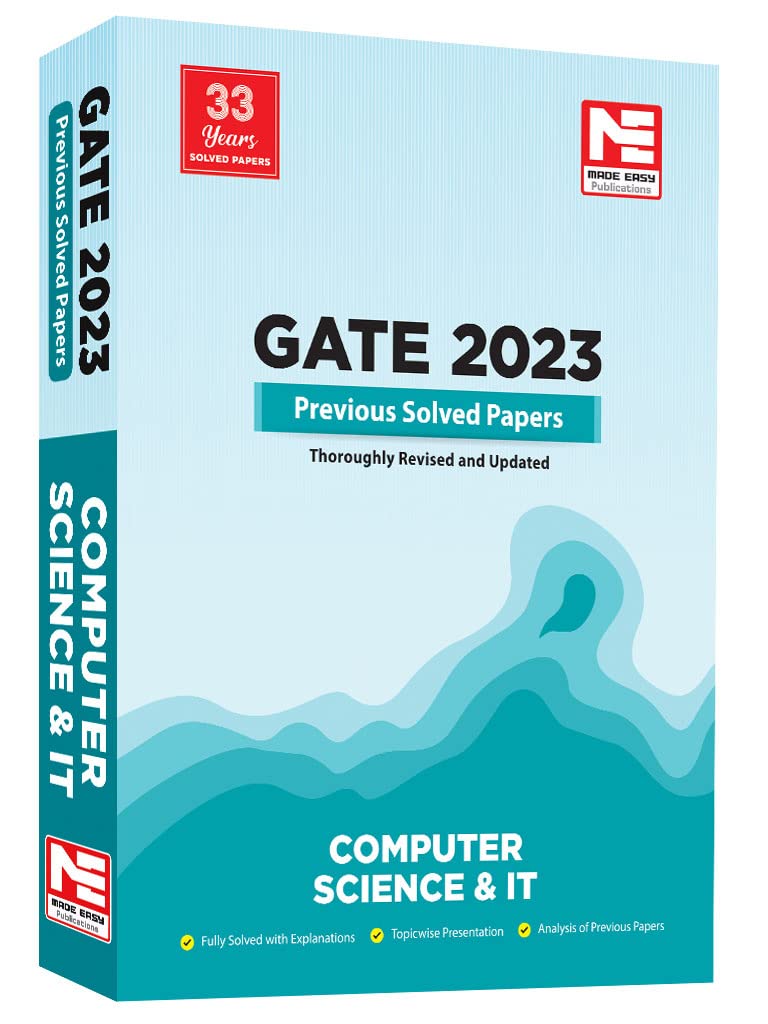 GATE 2023
Previous Solved Papers
COMPUTER
SCIENCE & IT
ME
MADE EASY
Publications
33
Years
SOLVED PAPERS
ME
MADE EASY
Publications
GATE 2023
Previous Solved Papers
Thoroughly Revised and Updated
COMPUTER
SCIENCE & IT
Fully Solved with Explanations Topicwise Presentation Analysis of Previous Papers